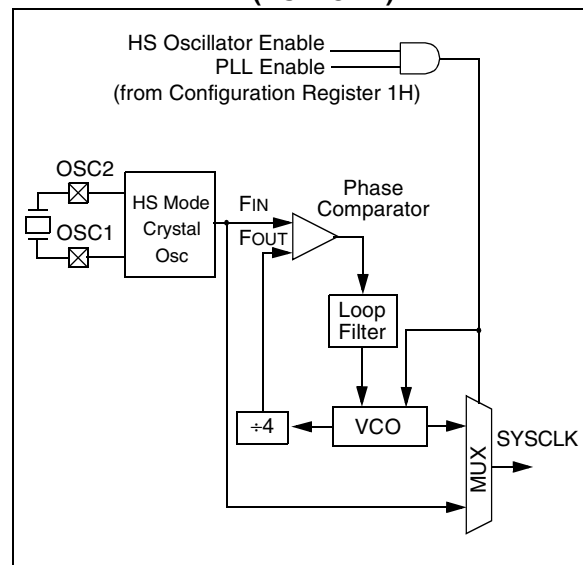 HS Oscillator Enable
PLL Enable
(from Configuration Register 1H)
OSC2
OSC1
HS Mode
Crystal
Osc
FIN
FOUT
Phase
Comparator
Loop
Filter
÷4
VCO
MUX
SYSCLK